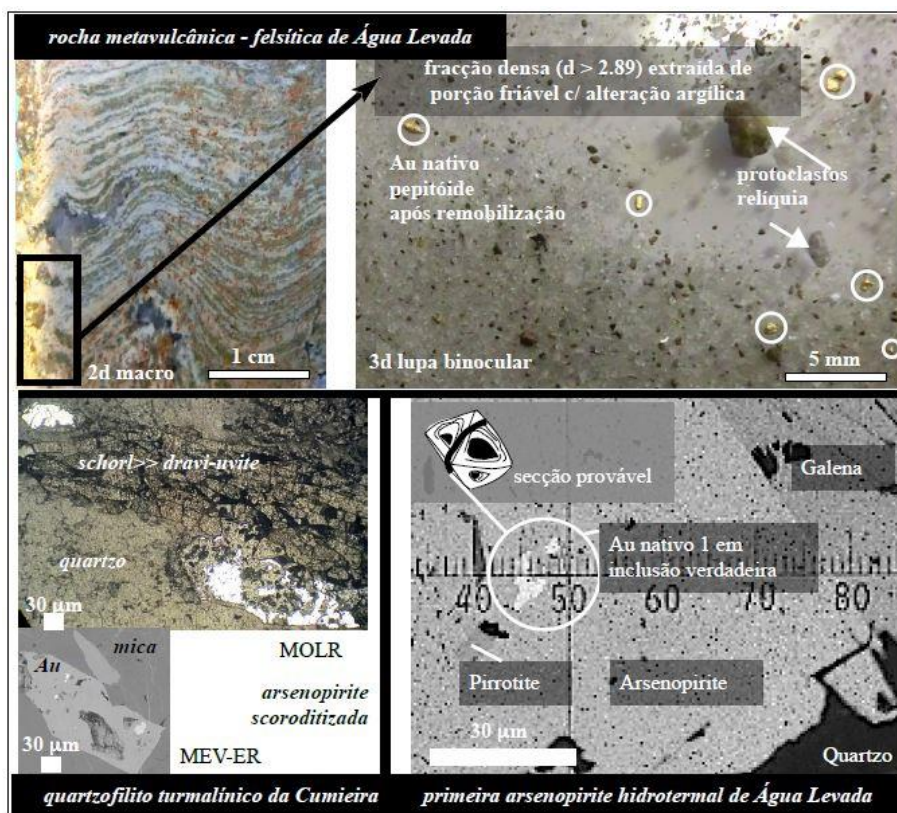 rocha metavulcânica - felsítica de Água Levada
fracção densa (d > 2.89) extraída de
porção friável c/ alteração argílica
Au nativo
pepitóide
após remobilização
protoclastos
relíquia
1 cm
2d macro
3d lupa binocular
5 mm
schorl>> dravi-uvite
quartzo
30 μm
mica
Au
30 μm
MOLR
arsenopirite
scoroditizada
MEV-ER
secção provável
Galena
Au nativo 1 em
inclusão verdadeira
40 50 60 70 80
Pirrotite
Arsenopirite
30 μm
Quartzo
quartzofilito turmalínico da Cumieira
primeira arsenopirite hidrotermal de Água Levada